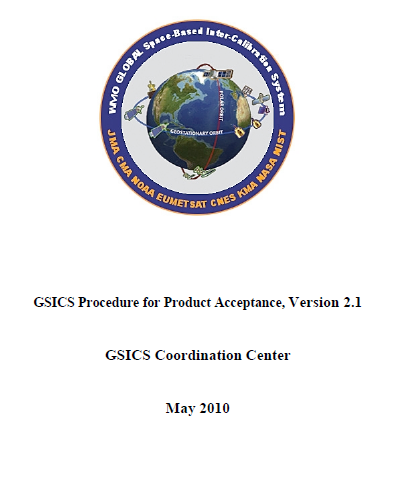 WMO GLOBAL Space-Based Inter-Calibration System
POLAR ORBIT
GEOSTATIONARY ORBIT
JMA CMA NOAA EUMETSAT CNES KMA NASA NIST
GSICS Procedure for Product Acceptance, Version 2.1
GSICS Coordination Center
May 2010